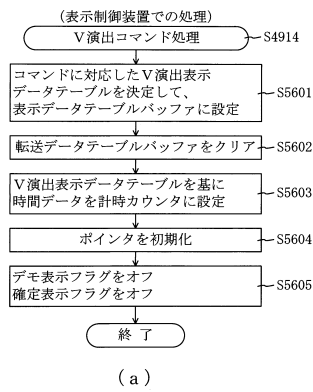 (表示制御装置での処理)
V演出コマンド処理
S4914
コマンドに対応したV演出表示
データテーブルを決定して、
表示データテーブルバッファに設定
S5601
転送データテーブルバッファをクリア
S5602
V演出表示データテーブルを基に
時間データを計時カウンタに設定
S5603
ポインタを初期化
S5604
デモ表示フラグをオフ
確定表示フラグをオフ
S5605
終了
(a)